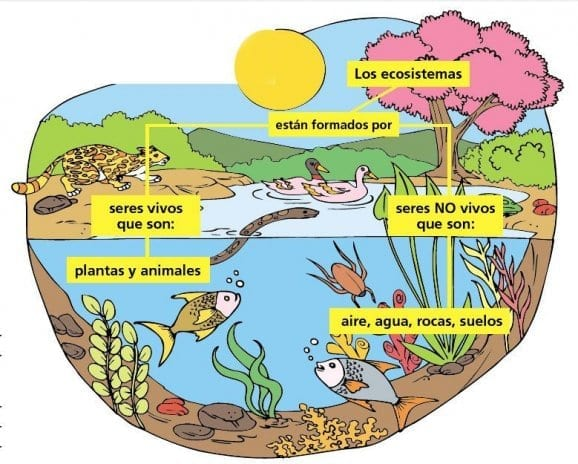 Los ecosistemas
están formados por
seres vivos
que son:
plantas y animales
seres NO vivos
que son:
aire, agua, rocas, suelos